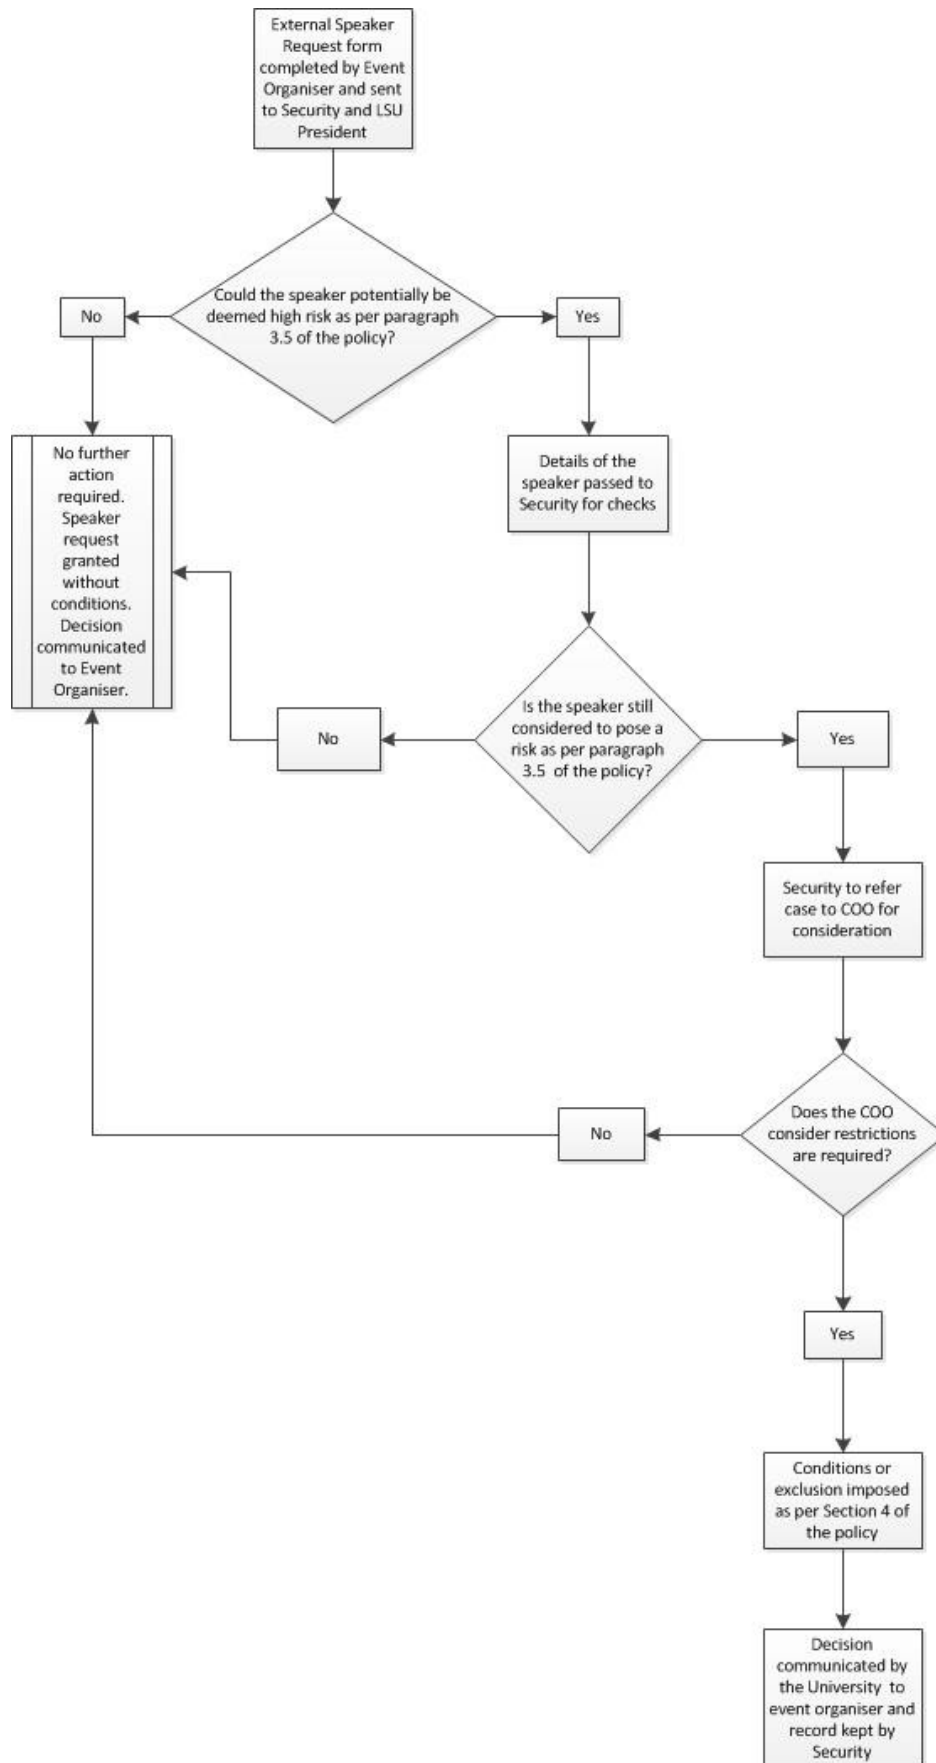 External Speaker
Request form
completed by Event
Organiser and sent
to Security and LSU
President
Could the speaker potentially be
deemed high risk as per paragraph
3.5 of the policy?
No
Yes
No further
action
required.
Speaker
request
granted
without
conditions.
Decision
communicated
to Event
Organiser.
Details of the
speaker passed to
Security for checks
Is the speaker still
considered to pose a
risk as per paragraph
3.5 of the policy?
No
Yes
Security to refer
case to COO for
consideration
Does the COO
consider restrictions
are required?
No
Yes
Conditions or
exclusion imposed
as per Section 4 of
the policy
Decision
communicated by
the University to
event organiser and
record kept by
Security